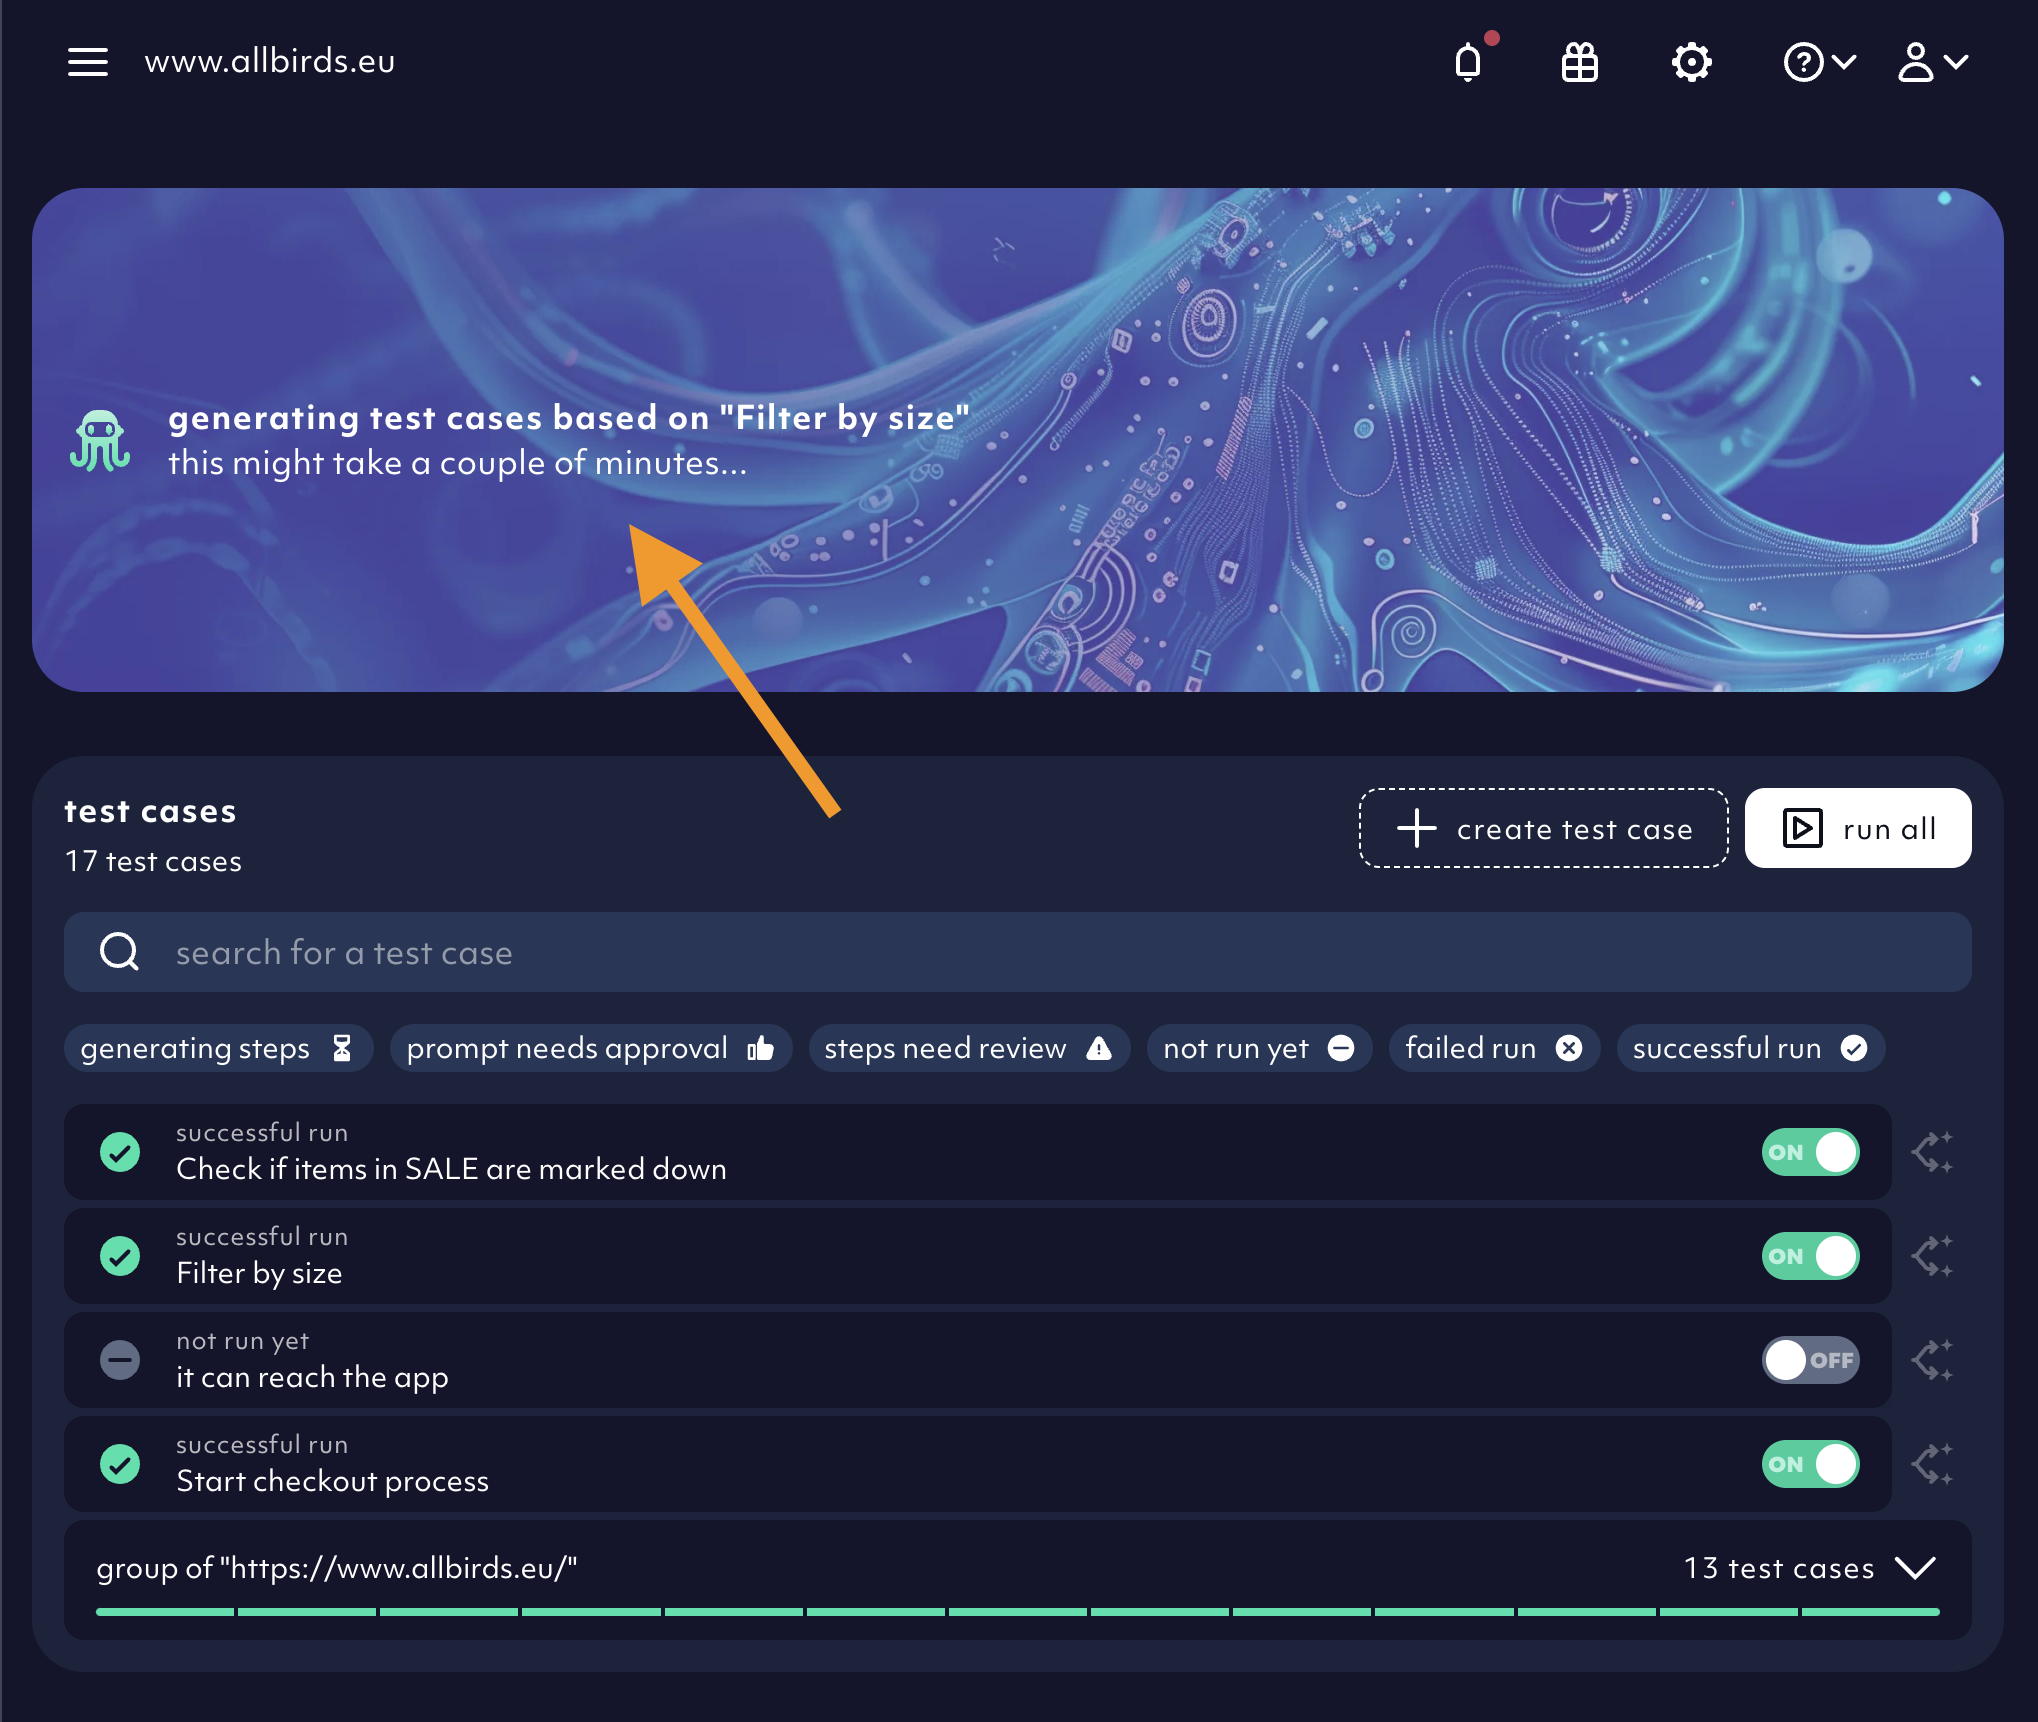 www.allbirds.eu
generating test cases based on "Filter by size"
this might take a couple of minutes...
test cases
17 test cases
create test case
run all
search for a test case
generating steps
prompt needs approval
steps need review
not run yet
failed run
successful run
successful run
Check if items in SALE are marked down
ON
successful run
Filter by size
ON
not run yet
it can reach the app
OFF
successful run
Start checkout process
ON
group of "https://www.allbirds.eu/"
13 test cases